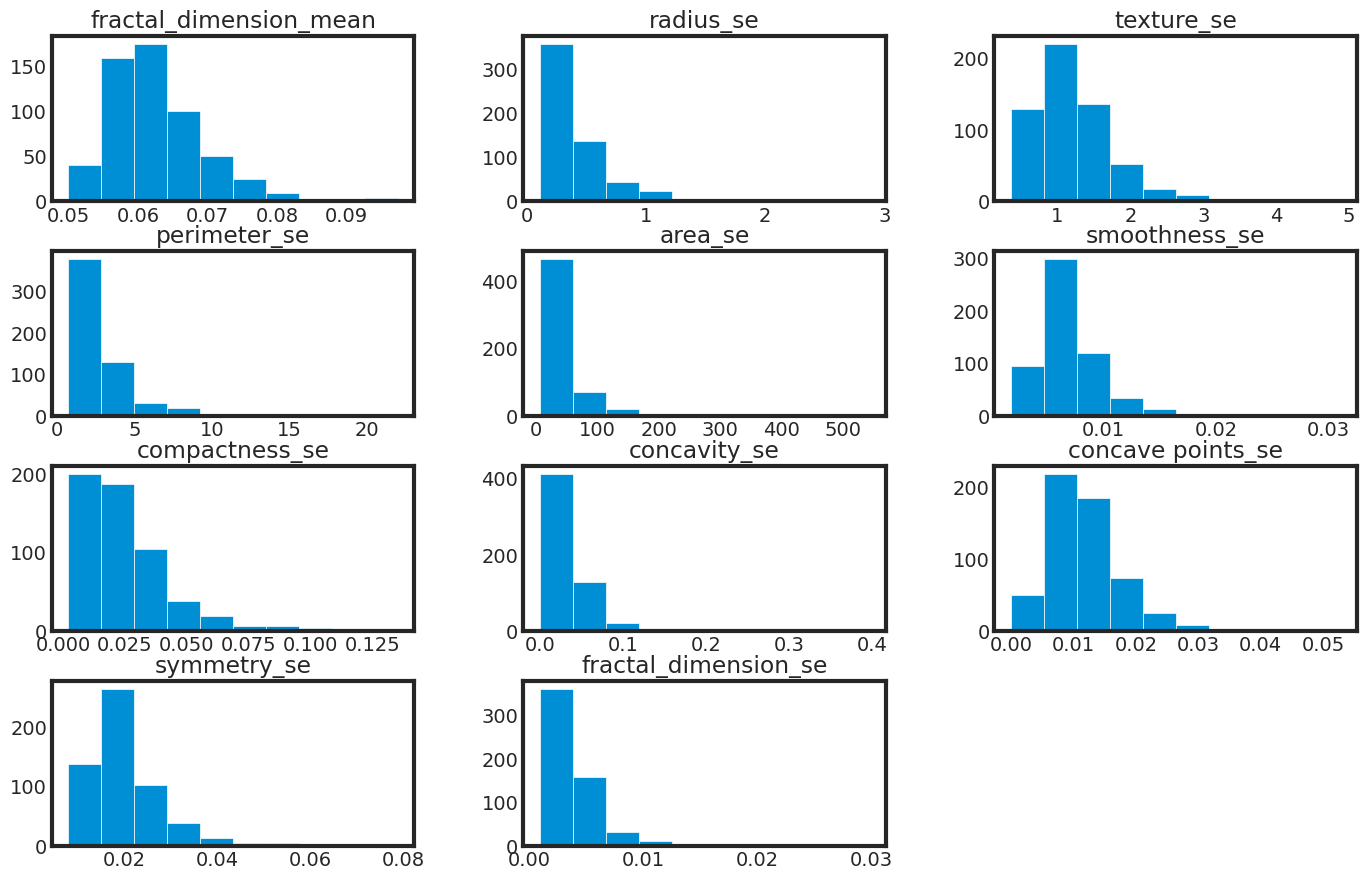 fractal_dimension_mean
150
100
50
0
0.05 0.06 0.07 0.08 0.09
radius_se
300
200
100
0
0 1 2 3
texture_se
200
100
0
1 2 3 4 5
perimeter_se
300
200
100
0
0 5 10 15 20
area_se
400
200
0
0 100 200 300 400 500
smoothness_se
300
200
100
0
0.01 0.02 0.03
compactness_se
200
100
0
0.000 0.025 0.050 0.075 0.100 0.125
concavity_se
400
200
0
0.0 0.1 0.2 0.3 0.4
concave points_se
200
100
0
0.00 0.01 0.02 0.03 0.04 0.05
symmetry_se
200
100
0
0.02 0.04 0.06 0.08
fractal_dimension_se
300
200
100
0
0.00 0.01 0.02 0.03